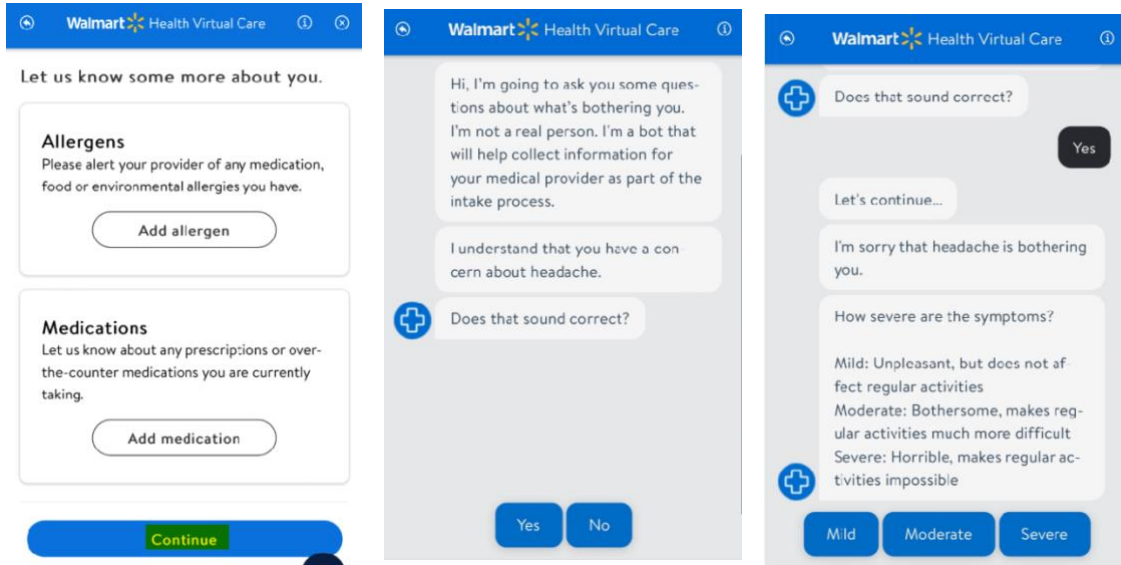 Walmart Health Virtual Care
Let us know some more about you.
Allergens
Please alert your provider of any medication,
food or environmental allergies you have.
Add allergen
Medications
Let us know about any prescriptions or over-
the-counter medications you are currently
taking.
Add medication
Continue
Walmart Health Virtual Care
Hi, I'm going to ask you some ques-
tions about what's bothering you.
I'm not a real person. I'm a bot that
will help collect information for
your medical provider as part of the
intake process.
I understand that you have a con-
cern about headache.
Does that sound correct?
Yes
No
Walmart Health Virtual Care
Does that sound correct?
Yes
Let's continue...
I'm sorry that headache is bothering
you.
How severe are the symptoms?
Mild: Unpleasant, but does not af-
fect regular activities
Moderate: Bothersome, makes reg-
ular activities much more difficult
Severe: Horrible, makes regular ac-
tivities impossible
Mild
Moderate
Severe